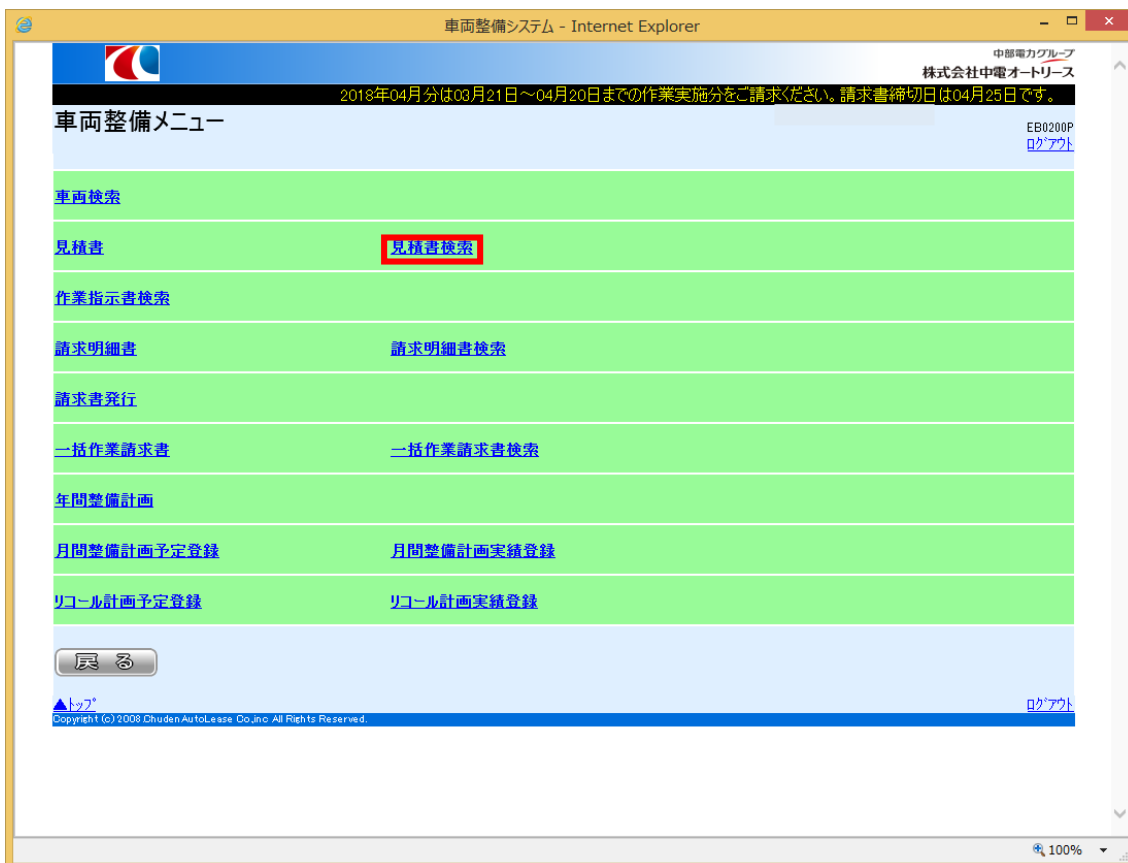 車両整備システム - Internet Explorer
中部電力グループ
株式会社中電オートリース
2018年04月分は03月21日～04月20日までの作業実施分をご請求ください。請求書締切日は04月25日です。
車両整備メニュー
EB0200P
ログアウト
車両検索
見積書 見積書検索
作業指示書検索
請求明細書 請求明細書検索
請求書発行
一括作業請求書 一括作業請求書検索
年間整備計画
月間整備計画予定登録 月間整備計画実績登録
リコール計画予定登録 リコール計画実績登録
戻る
▲トップ ログアウト
Copyright (c) 2008 Chuden AutoLease Co.,inc All Rights Reserved.
100%